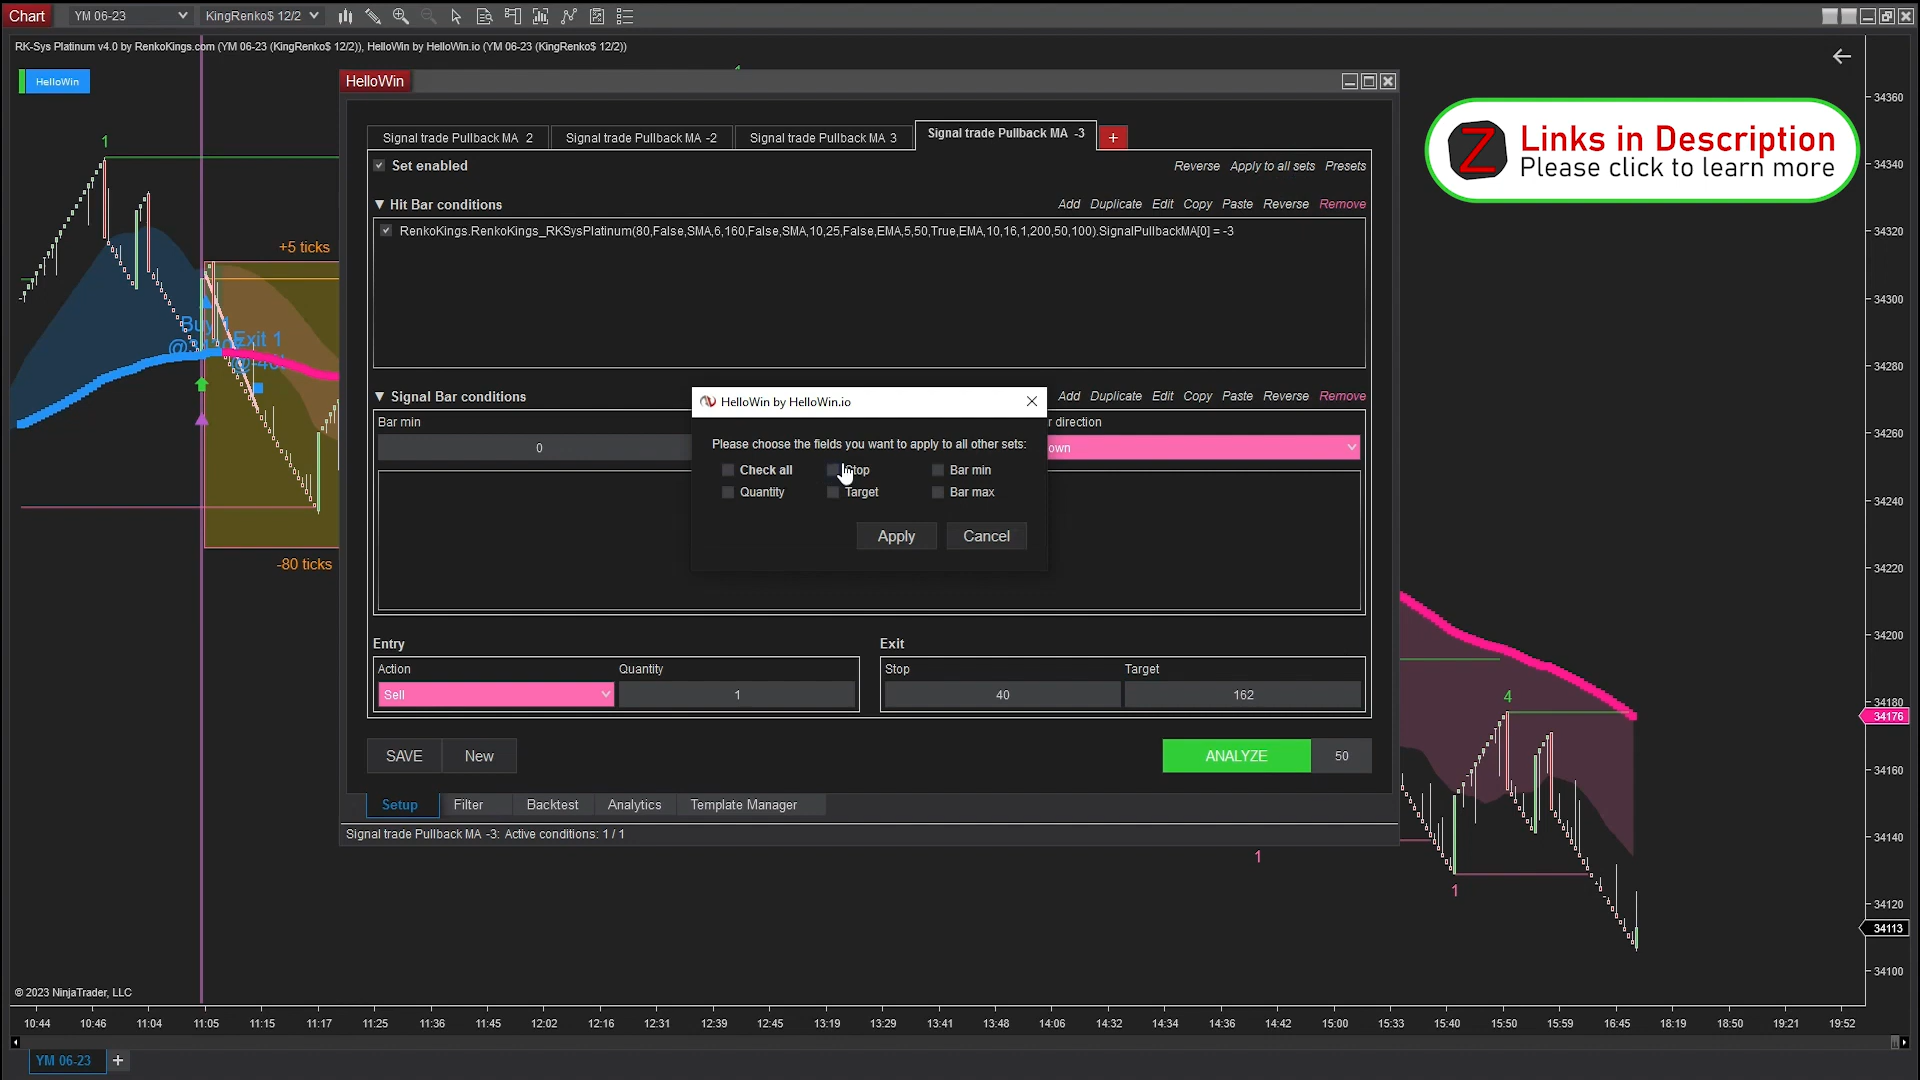 Chart YM 06-23 KingRenko$ 12/2
RK-Sys Platinum v4.0 by RenkoKings.com (YM 06-23 (KingRenko$ 12/2)), HelloWin by HelloWin.io (YM 06-23 (KingRenko$ 12/2))
HelloWin
HelloWin
Links in Description
Please click to learn more
Signal trade Pullback MA 2 Signal trade Pullback MA -2 Signal trade Pullback MA 3 Signal trade Pullback MA -3 +
Set enabled Reverse Apply to all sets Presets
▼ Hit Bar conditions Add Duplicate Edit Copy Paste Reverse Remove
RenkoKings.RenkoKings_RKSysPlatinum(80,False,SMA,6,160,False,SMA,10,25,False,EMA,5,50,True,EMA,10,16,1,200,50,100).SignalPullbackMA[0] = -3
▼ Signal Bar conditions Add Duplicate Edit Copy Paste Reverse Remove
Bar min r direction
0 own
HelloWin by HelloWin.io
Please choose the fields you want to apply to all other sets:
Check all Stop Bar min
Quantity Target Bar max
Apply Cancel
Entry Exit
Action Quantity Stop Target
Sell 1 40 162
SAVE New ANALYZE 50
Setup Filter Backtest Analytics Template Manager
Signal trade Pullback MA -3: Active conditions: 1 / 1
1
+5 ticks
Buy
Exit 1
-80 ticks
1
4
1
34360
34340
34320
34300
34280
34260
34240
34220
34200
34180
34176
34160
34140
34120
34113
34100
© 2023 NinjaTrader, LLC
10:44 10:46 11:04 11:05 11:15 11:17 11:25 11:36 11:45 12:02 12:16 12:31 12:39 12:45 13:19 13:29 13:41 13:48 14:06 14:32 14:34 14:36 14:42 15:00 15:33 15:40 15:50 15:59 16:45 18:19 18:50 19:21 19:52
YM 06-23 +